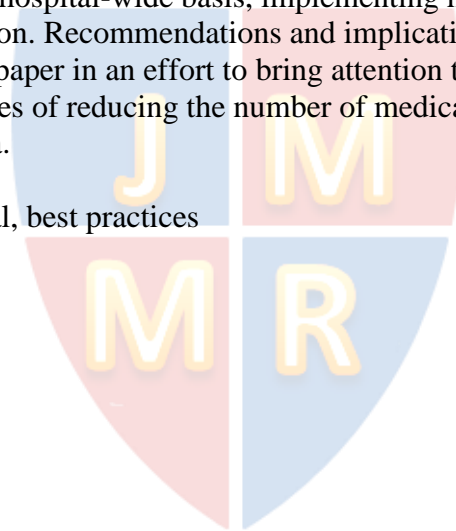 hospital-wide basis, implementing
on. Recommendations and implicati
paper in an effort to bring attention t
es of reducing the number of medica
l, best practices
J M
M R